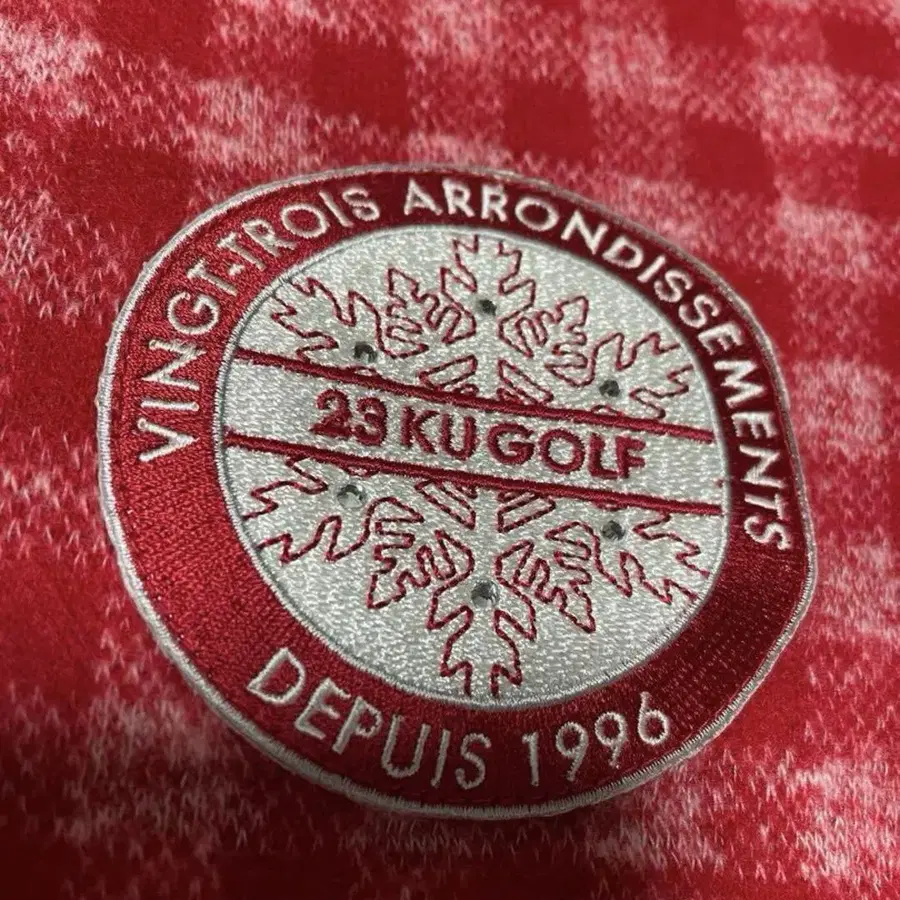 VINGT-TROIS ARRONDISSEMENTS
23 KU GOLF
DEPUIS 1996